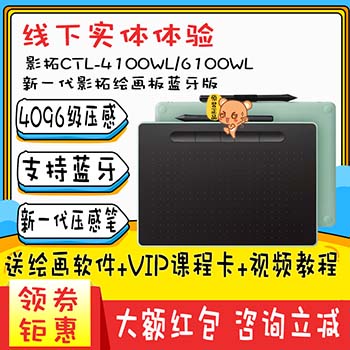 线下实体体验
影拓CTL-4100WL/6100WL
新一代影拓绘画板蓝牙版
4096级压感
支持蓝牙
新一代压感笔
送绘画软件+VIP课程卡+视频教程
领券
钜惠
大额红包 咨询立减